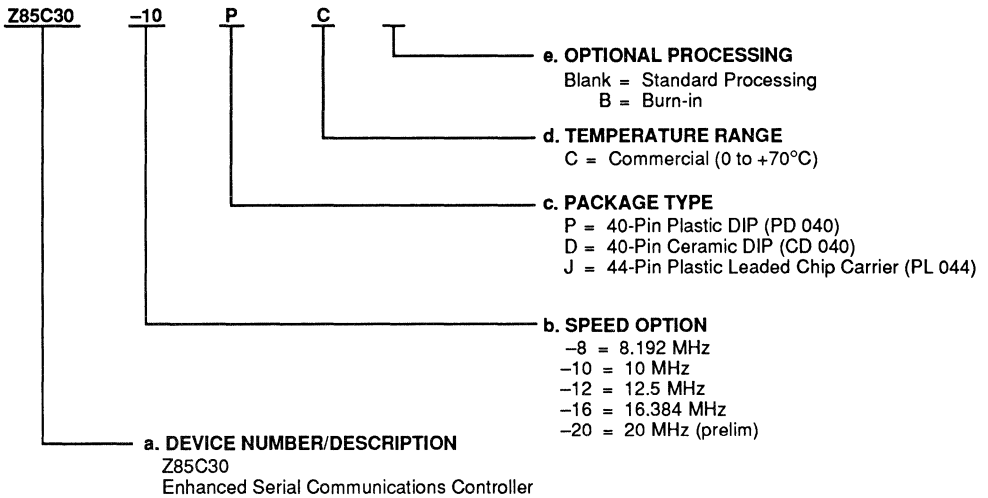 Z85C30 –10 P C
e. OPTIONAL PROCESSING
Blank = Standard Processing
B = Burn-in
d. TEMPERATURE RANGE
C = Commercial (0 to +70°C)
c. PACKAGE TYPE
P = 40-Pin Plastic DIP (PD 040)
D = 40-Pin Ceramic DIP (CD 040)
J = 44-Pin Plastic Leaded Chip Carrier (PL 044)
b. SPEED OPTION
–8 = 8.192 MHz
–10 = 10 MHz
–12 = 12.5 MHz
–16 = 16.384 MHz
–20 = 20 MHz (prelim)
a. DEVICE NUMBER/DESCRIPTION
Z85C30
Enhanced Serial Communications Controller